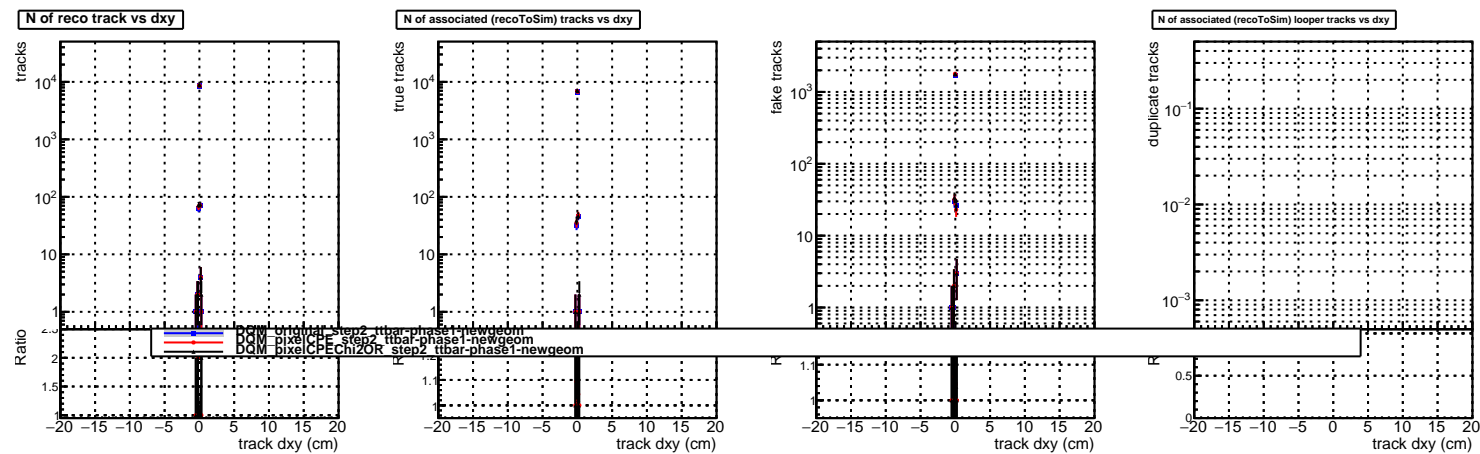 N of reco track vs dxy
tracks
10⁴
10³
10²
10
1
Ratio
2.5
2
1.5
1
−20 −15 −10 −5 0 5 10 15 20
track dxy (cm)
N of associated (recoToSim) tracks vs dxy
true tracks
10⁴
10³
10²
10
1
1.1
1
−20 −15 −10 −5 0 5 10 15 20
track dxy (cm)
fake tracks
10³
10²
10
1
1.1
1
−20 −15 −10 −5 0 5 10 15 20
track dxy (cm)
N of associated (recoToSim) looper tracks vs dxy
duplicate tracks
10⁻¹
10⁻²
10⁻³
0.5
0
−20 −15 −10 −5 0 5 10 15 20
track dxy (cm)
DQM_original_step2_ttbar-phase1-newgeom
DQM_pixelCPE_step2_ttbar-phase1-newgeom
DQM_pixelCPEChi2OR_step2_ttbar-phase1-newgeom